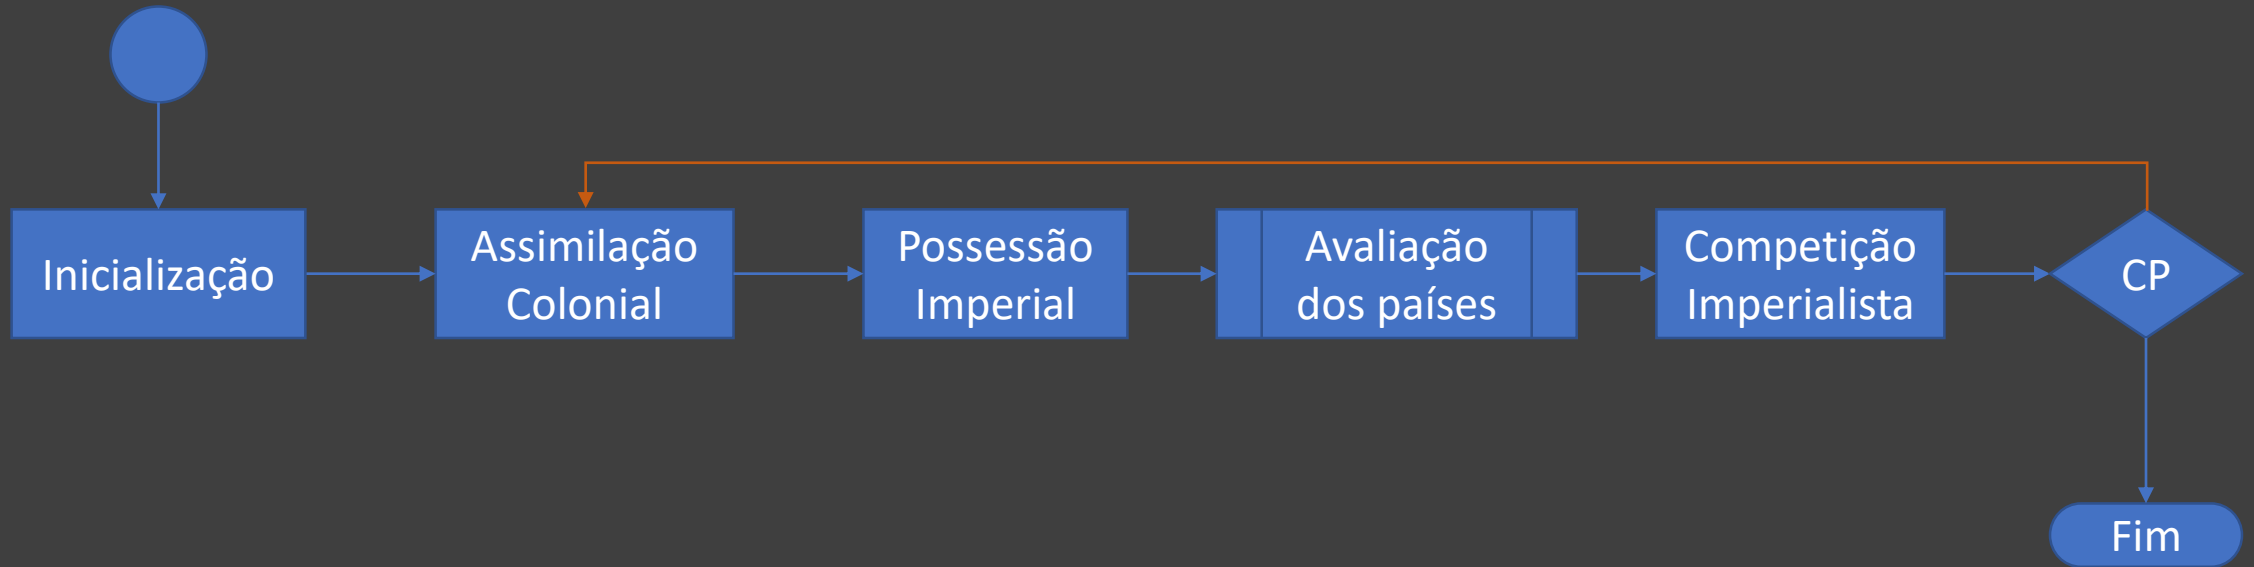 Inicialização
Assimilação
Colonial
Possessão
Imperial
Avaliação
dos países
Competição
Imperialista
CP
Fim